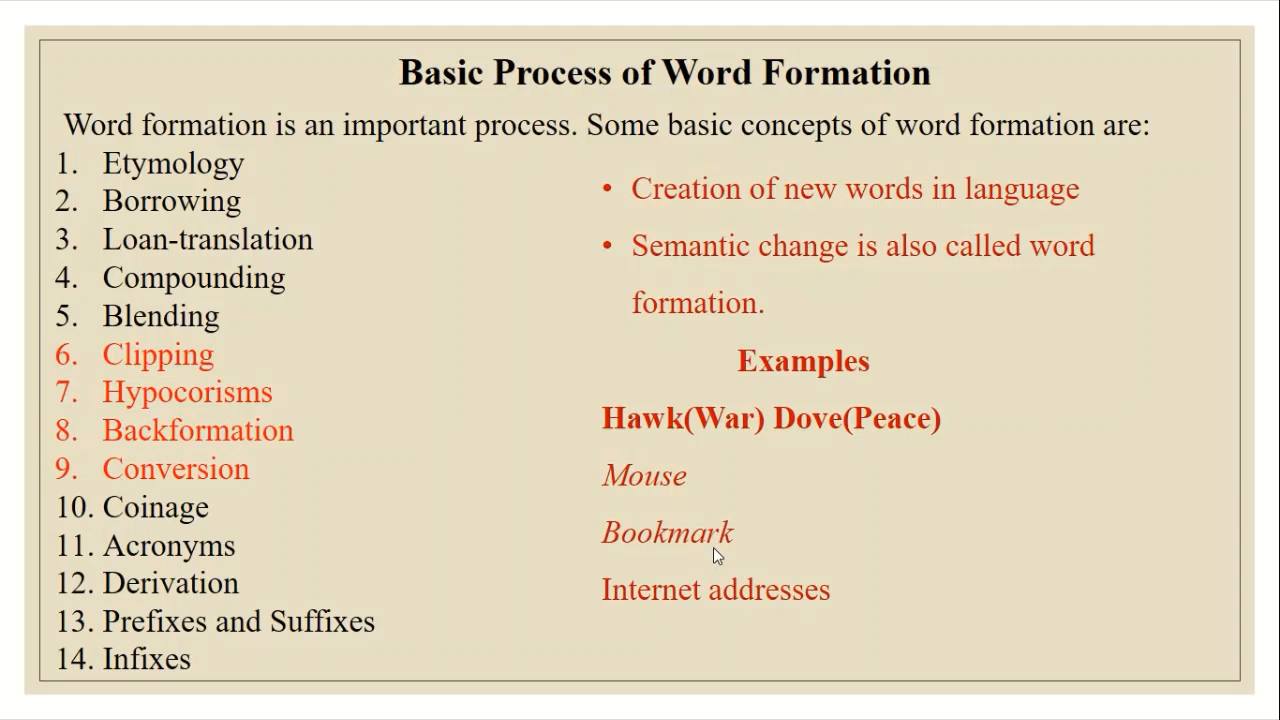 Basic Process of Word Formation
Word formation is an important process. Some basic concepts of word formation are:
1. Etymology
2. Borrowing
3. Loan-translation
4. Compounding
5. Blending
6. Clipping
7. Hypocorisms
8. Backformation
9. Conversion
10. Coinage
11. Acronyms
12. Derivation
13. Prefixes and Suffixes
14. Infixes
• Creation of new words in language
• Semantic change is also called word
formation.
Examples
Hawk(War) Dove(Peace)
Mouse
Bookmark
Internet addresses